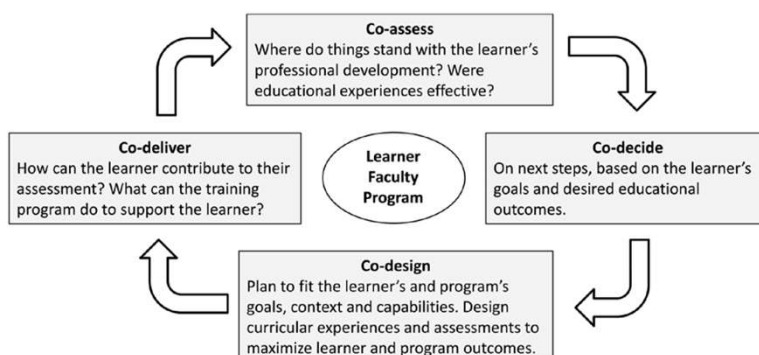 Co-assess
Where do things stand with the learner's
professional development? Were
educational experiences effective?
Co-deliver
How can the learner contribute to their
assessment? What can the training
program do to support the learner?
Learner
Faculty
Program
Co-decide
On next steps, based on the learner's
goals and desired educational
outcomes.
Co-design
Plan to fit the learner's and program's
goals, context and capabilities. Design
curricular experiences and assessments to
maximize learner and program outcomes.